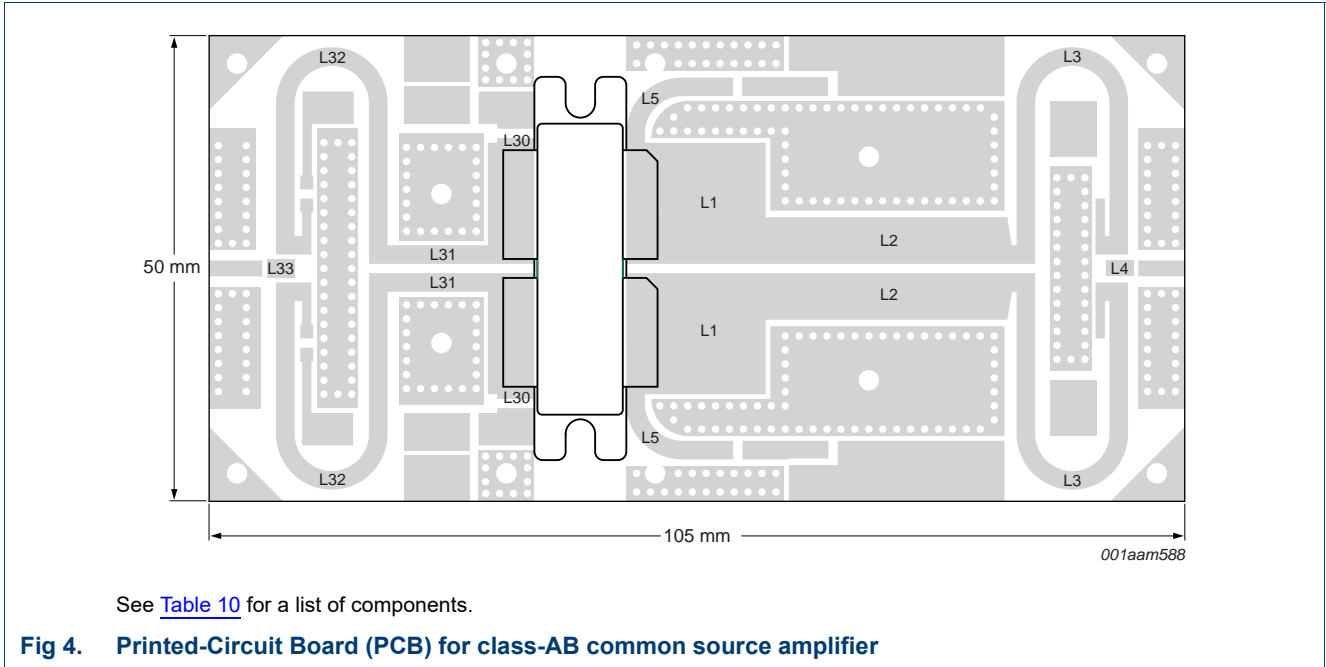 L32
L3
L5
L30
L1
L2
L31
50 mm
L33
L4
L31
L2
L1
L30
L5
L32
L3
105 mm
001aam588
See Table 10 for a list of components.
Fig 4. Printed-Circuit Board (PCB) for class-AB common source amplifier